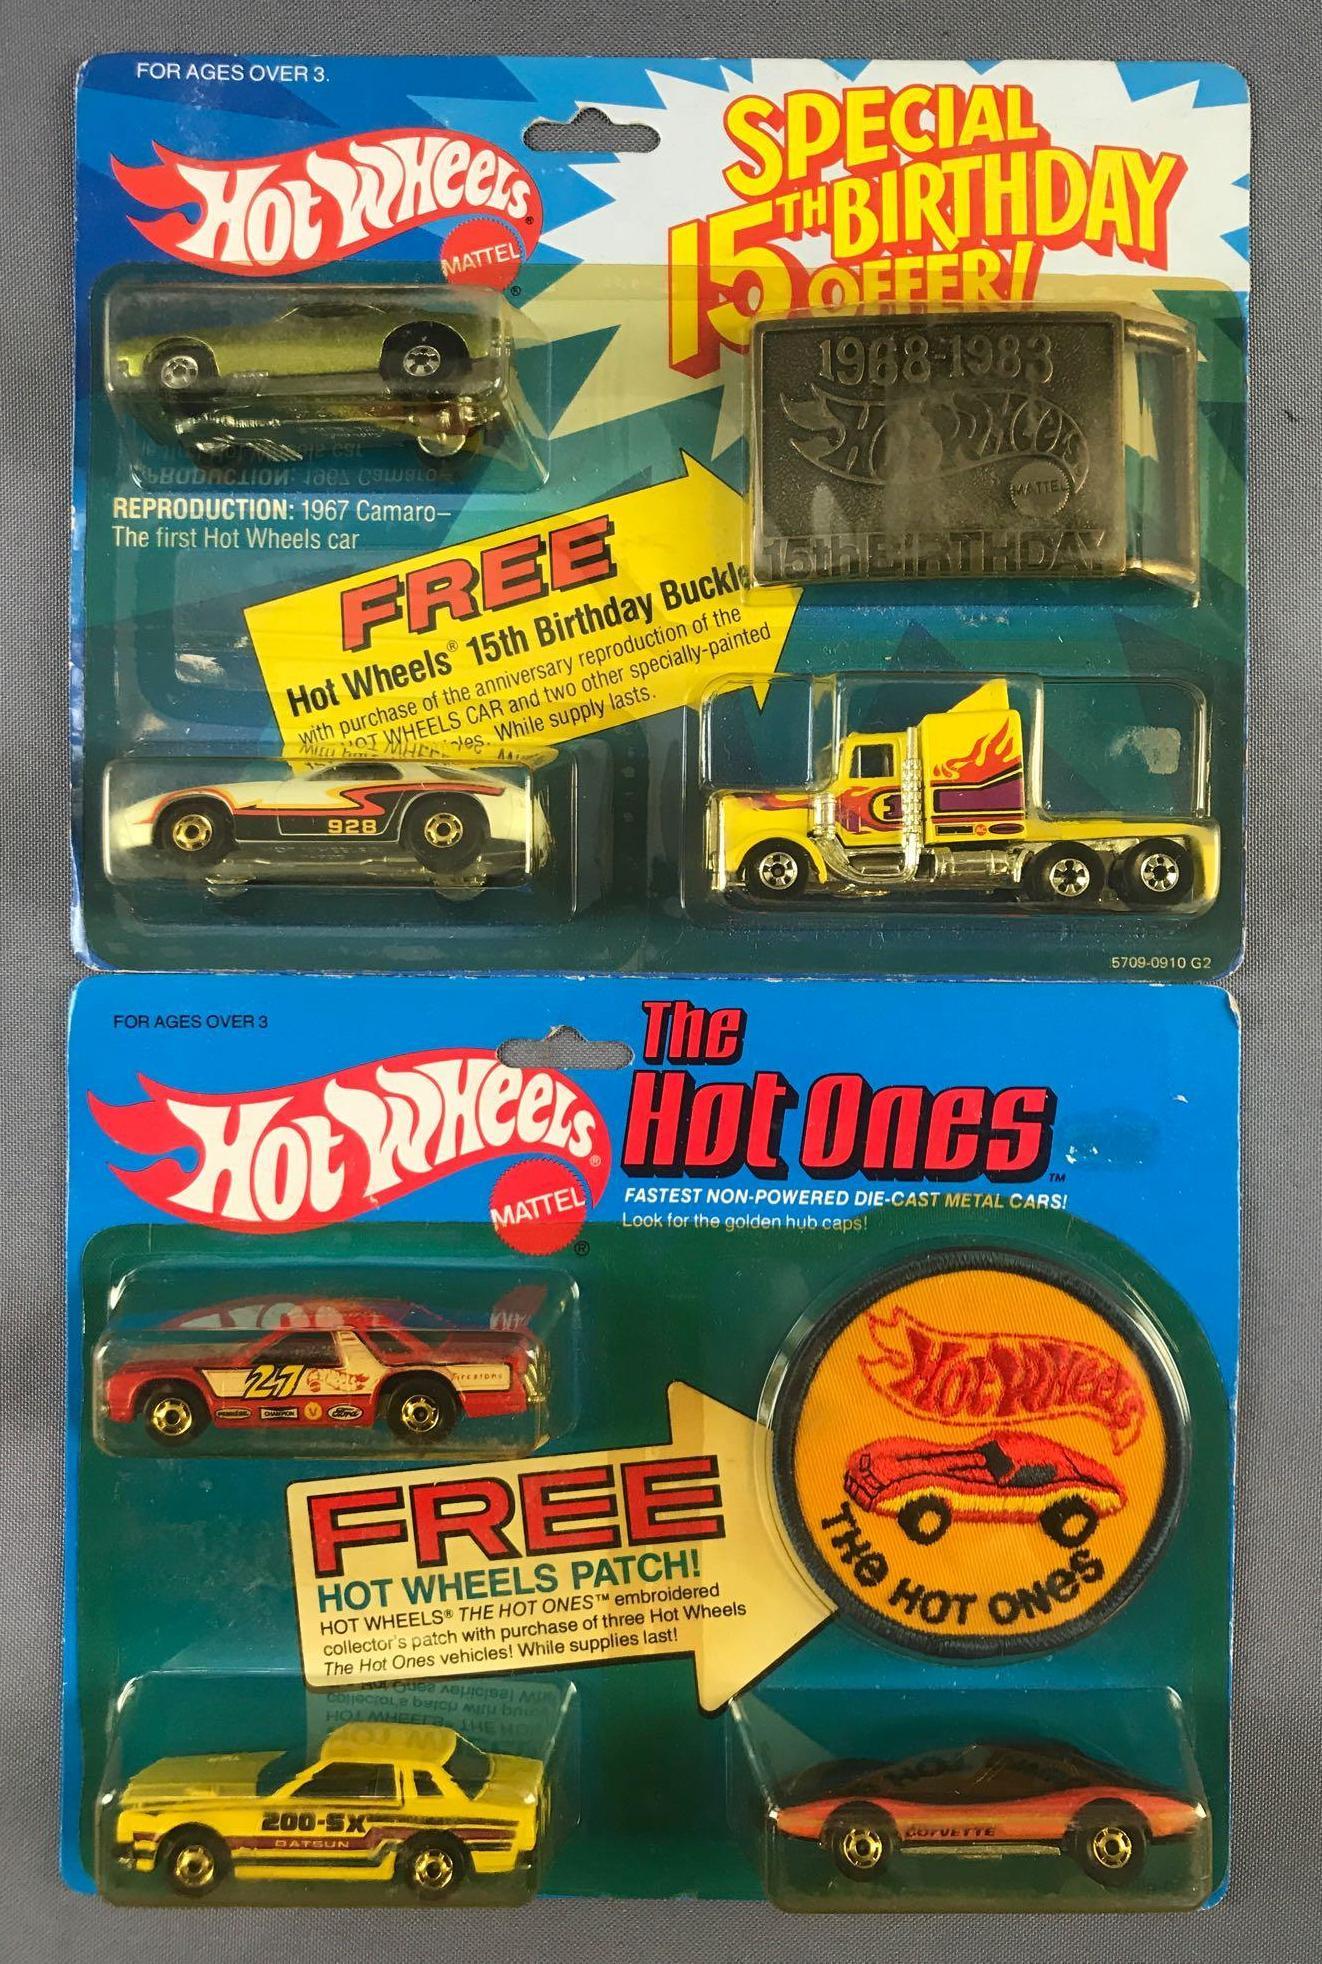 FOR AGES OVER 3.
HOT WHEELS®
MATTEL
®
SPECIAL
15TH BIRTHDAY
OFFER!
1968-1983
HOT WHEELS
MATTEL
15th BIRTHDAY
REPRODUCTION: 1967 Camaro–
The first Hot Wheels car
FREE
Hot Wheels® 15th Birthday Buckle
with purchase of the anniversary reproduction of the
HOT WHEELS CAR and two other specially-painted
While supply lasts.
928
5709-0910 G2
FOR AGES OVER 3
HOT WHEELS®
MATTEL
®
The
Hot Ones™
FASTEST NON-POWERED DIE-CAST METAL CARS!
Look for the golden hub caps!
27
Firestone
CHAMPION
Ford
HOT WHEELS
THE HOT ONES
FREE
HOT WHEELS PATCH!
HOT WHEELS® THE HOT ONES™ embroidered
collector's patch with purchase of three Hot Wheels
The Hot Ones vehicles! While supplies last!
200-SX
DATSUN
CORVETTE